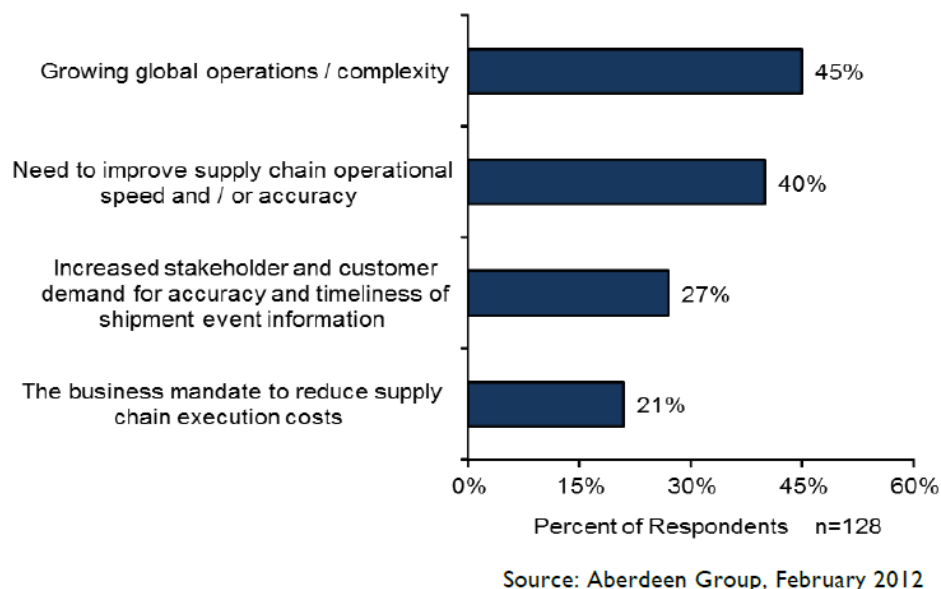 Growing global operations / complexity
45%
Need to improve supply chain operational
speed and / or accuracy
40%
Increased stakeholder and customer
demand for accuracy and timeliness of
shipment event information
27%
The business mandate to reduce supply
chain execution costs
21%
0% 15% 30% 45% 60%
Percent of Respondents n=128
Source: Aberdeen Group, February 2012